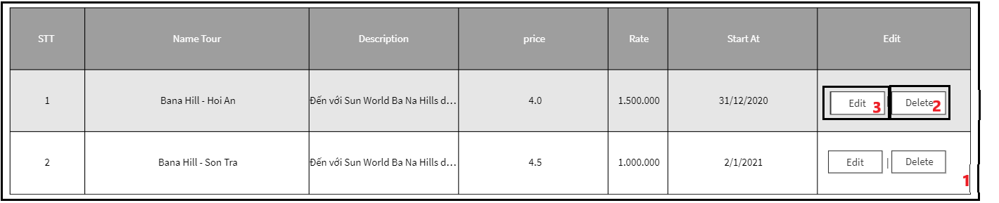 STT Name Tour Description price Rate Start At Edit
1 Bana Hill - Hoi An Đến với Sun World Ba Na Hills d... 4.0 1.500.000 31/12/2020 Edit 3 | Delete 2
2 Bana Hill - Son Tra Đến với Sun World Ba Na Hills d... 4.5 1.000.000 2/1/2021 Edit | Delete
1